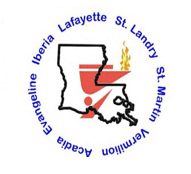 Acadia Evangeline Iberia Lafayette St. Landry St. Martin Vermilion